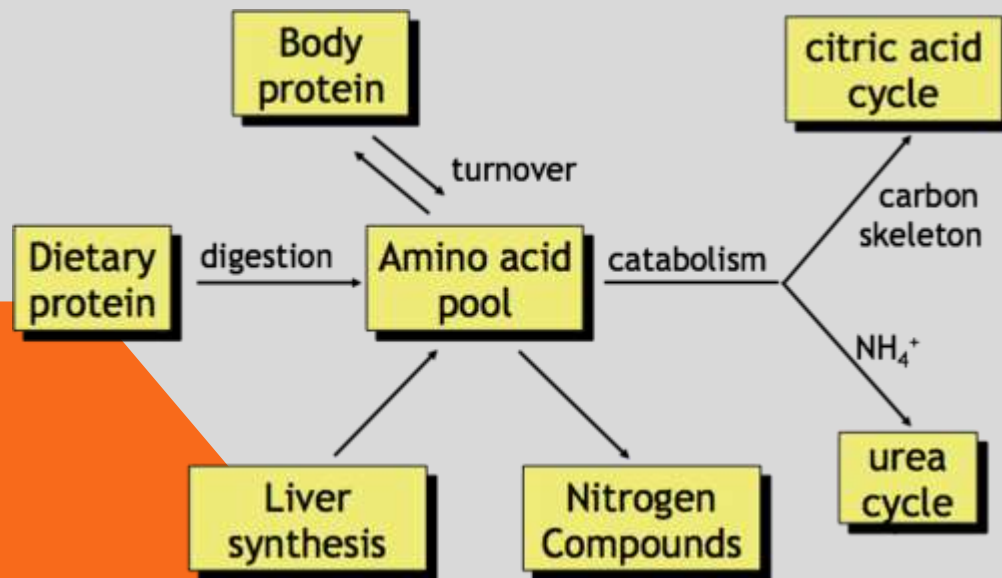 Body
protein
citric acid
cycle
turnover
carbon
skeleton
Dietary
protein
digestion
Amino acid
pool
catabolism
NH₄⁺
Liver
synthesis
Nitrogen
Compounds
urea
cycle